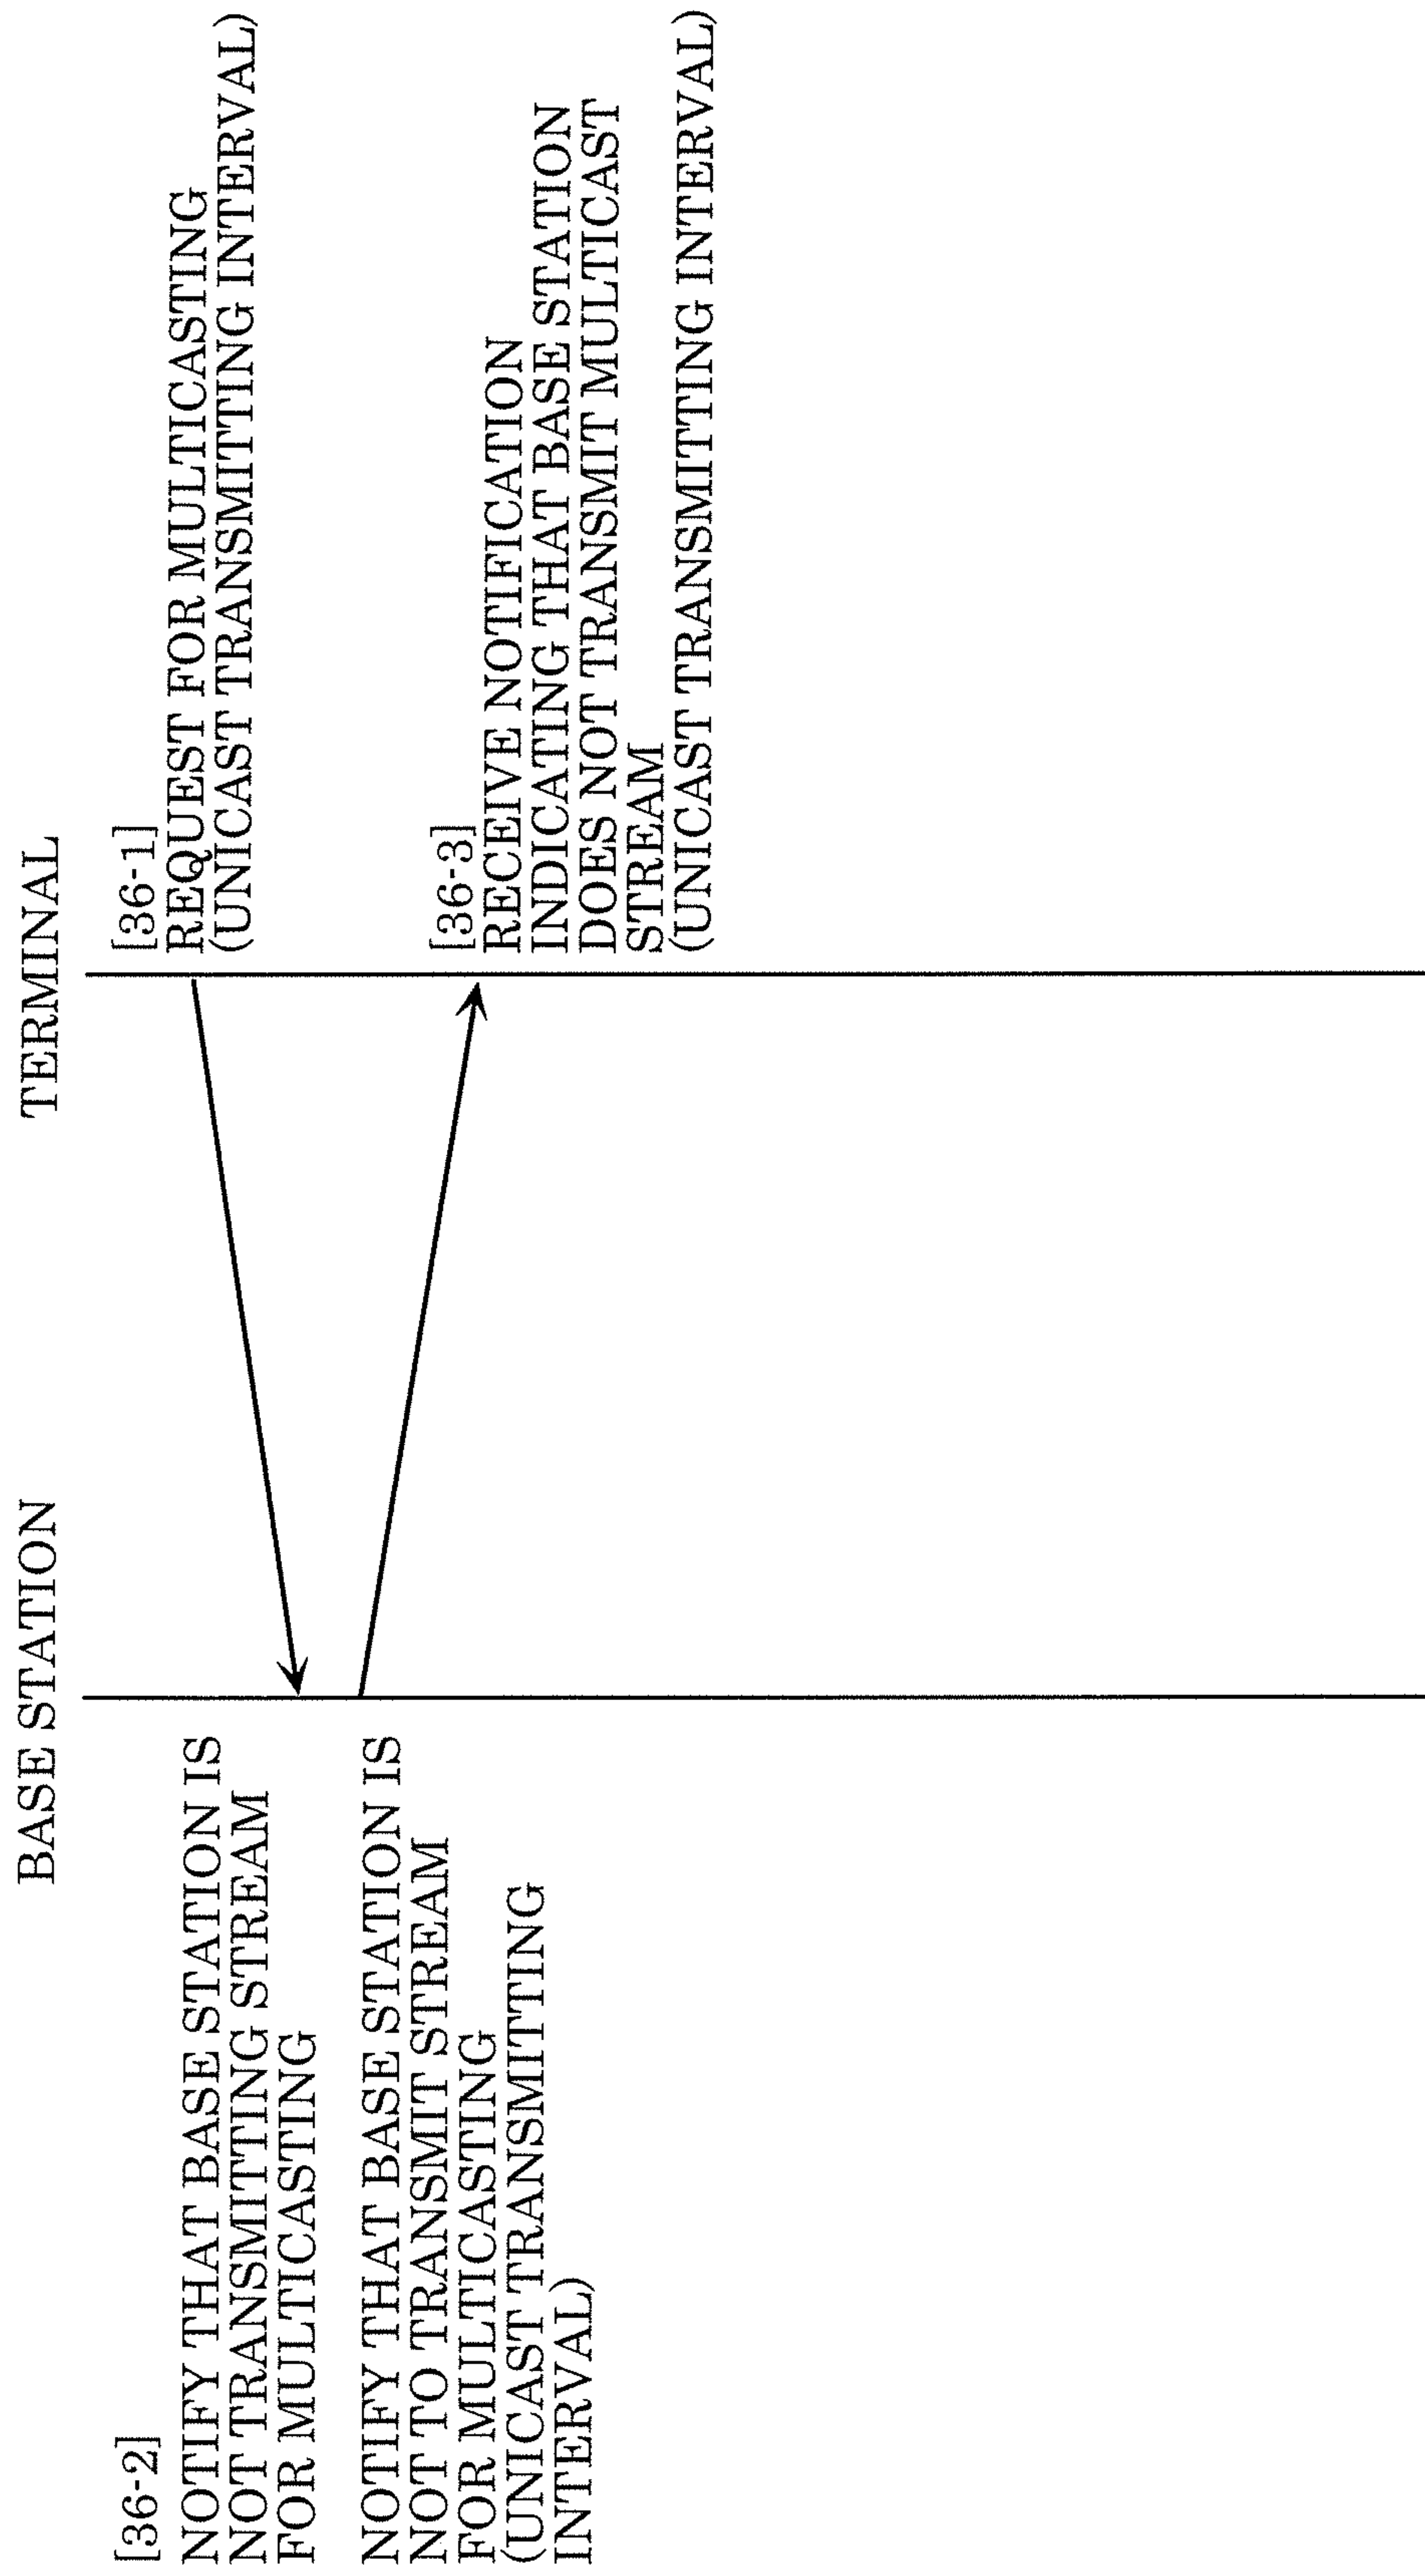 BASE STATION
TERMINAL
[36-2]
NOTIFY THAT BASE STATION IS
NOT TRANSMITTING STREAM
FOR MULTICASTING
NOTIFY THAT BASE STATION IS
NOT TO TRANSMIT STREAM
FOR MULTICASTING
(UNICAST TRANSMITTING
INTERVAL)
[36-1]
REQUEST FOR MULTICASTING
(UNICAST TRANSMITTING INTERVAL)
[36-3]
RECEIVE NOTIFICATION
INDICATING THAT BASE STATION
DOES NOT TRANSMIT MULTICAST
STREAM
(UNICAST TRANSMITTING INTERVAL)